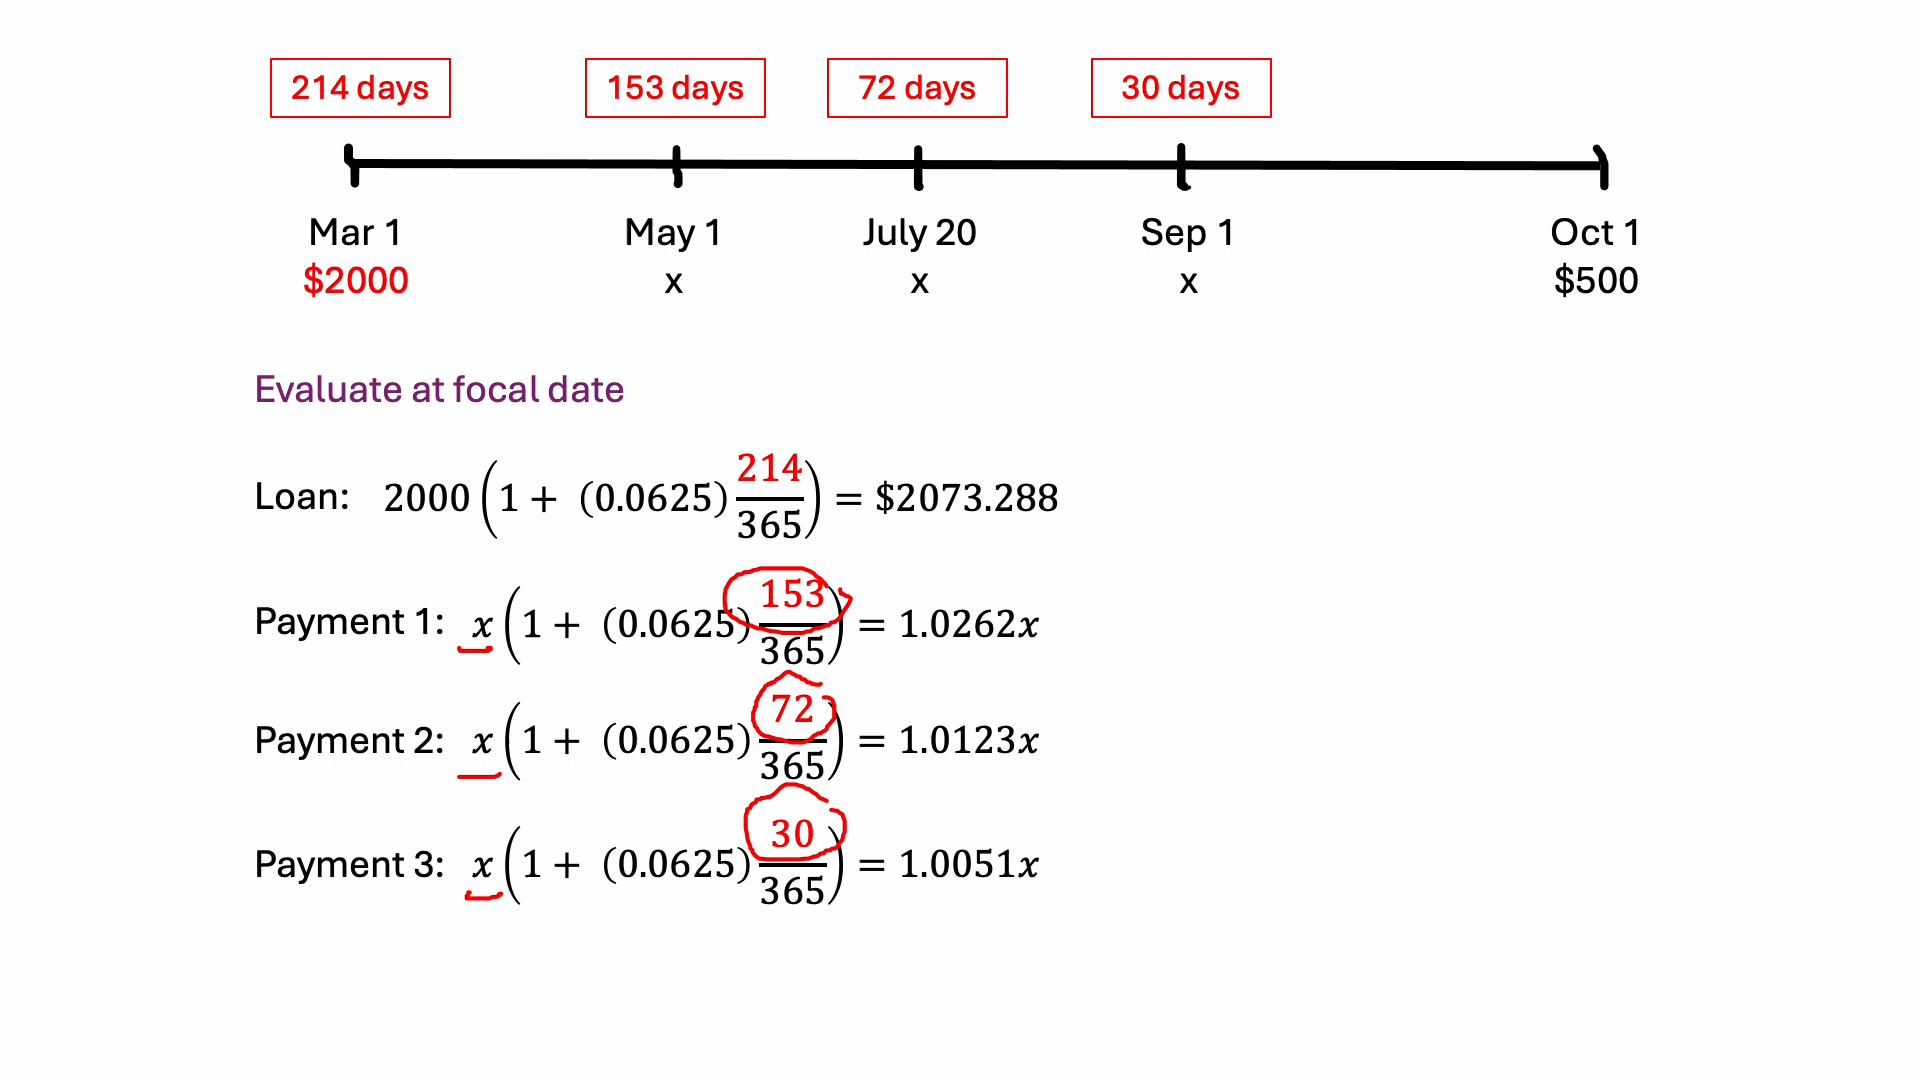 214 days 153 days 72 days 30 days
Mar 1 May 1 July 20 Sep 1 Oct 1
$2000 x x x $500
Evaluate at focal date
Loan: 2000 (1 + (0.0625) 214/365) = $2073.288
Payment 1: x (1 + (0.0625) 153/365) = 1.0262x
Payment 2: x (1 + (0.0625) 72/365) = 1.0123x
Payment 3: x (1 + (0.0625) 30/365) = 1.0051x